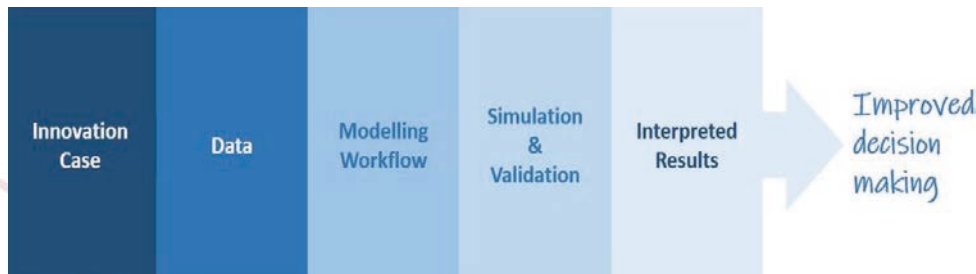 Innovation
Case
Data
Modelling
Workflow
Simulation
&
Validation
Interpreted
Results
Improved
decision
making